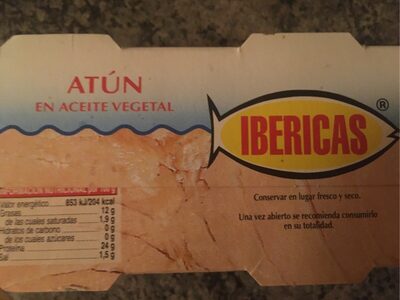 ATÚN
EN ACEITE VEGETAL
IBERICAS
®
Conservar en lugar fresco y seco.
Una vez abierto se recomienda consumirlo
en su totalidad.
por 100 g
Valor energético 853 kJ/204 kcal
Grasas 12 g
de las cuales saturadas 1,9 g
Hidratos de carbono 0 g
de los cuales azúcares 0 g
Proteína 24 g
Sal 1,5 g